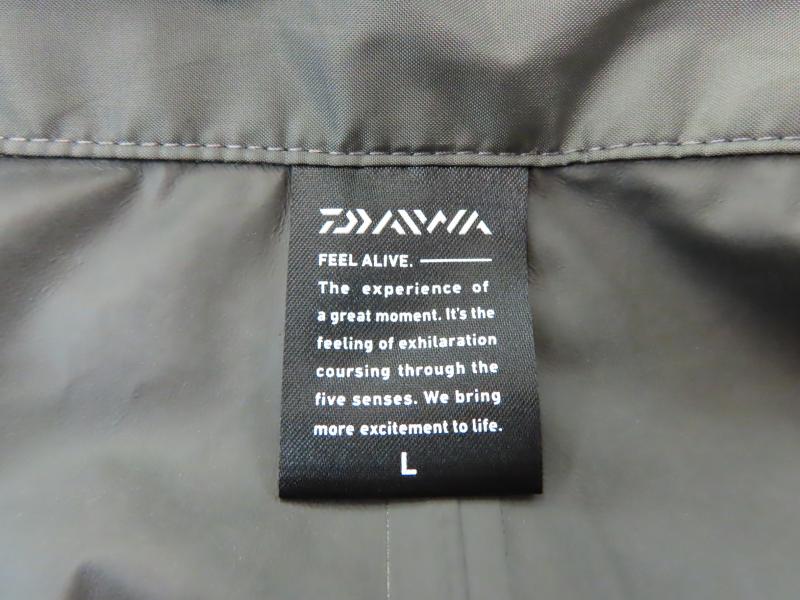 DAIWA
FEEL ALIVE.
The experience of
a great moment. It's the
feeling of exhilaration
coursing through the
five senses. We bring
more excitement to life.
L